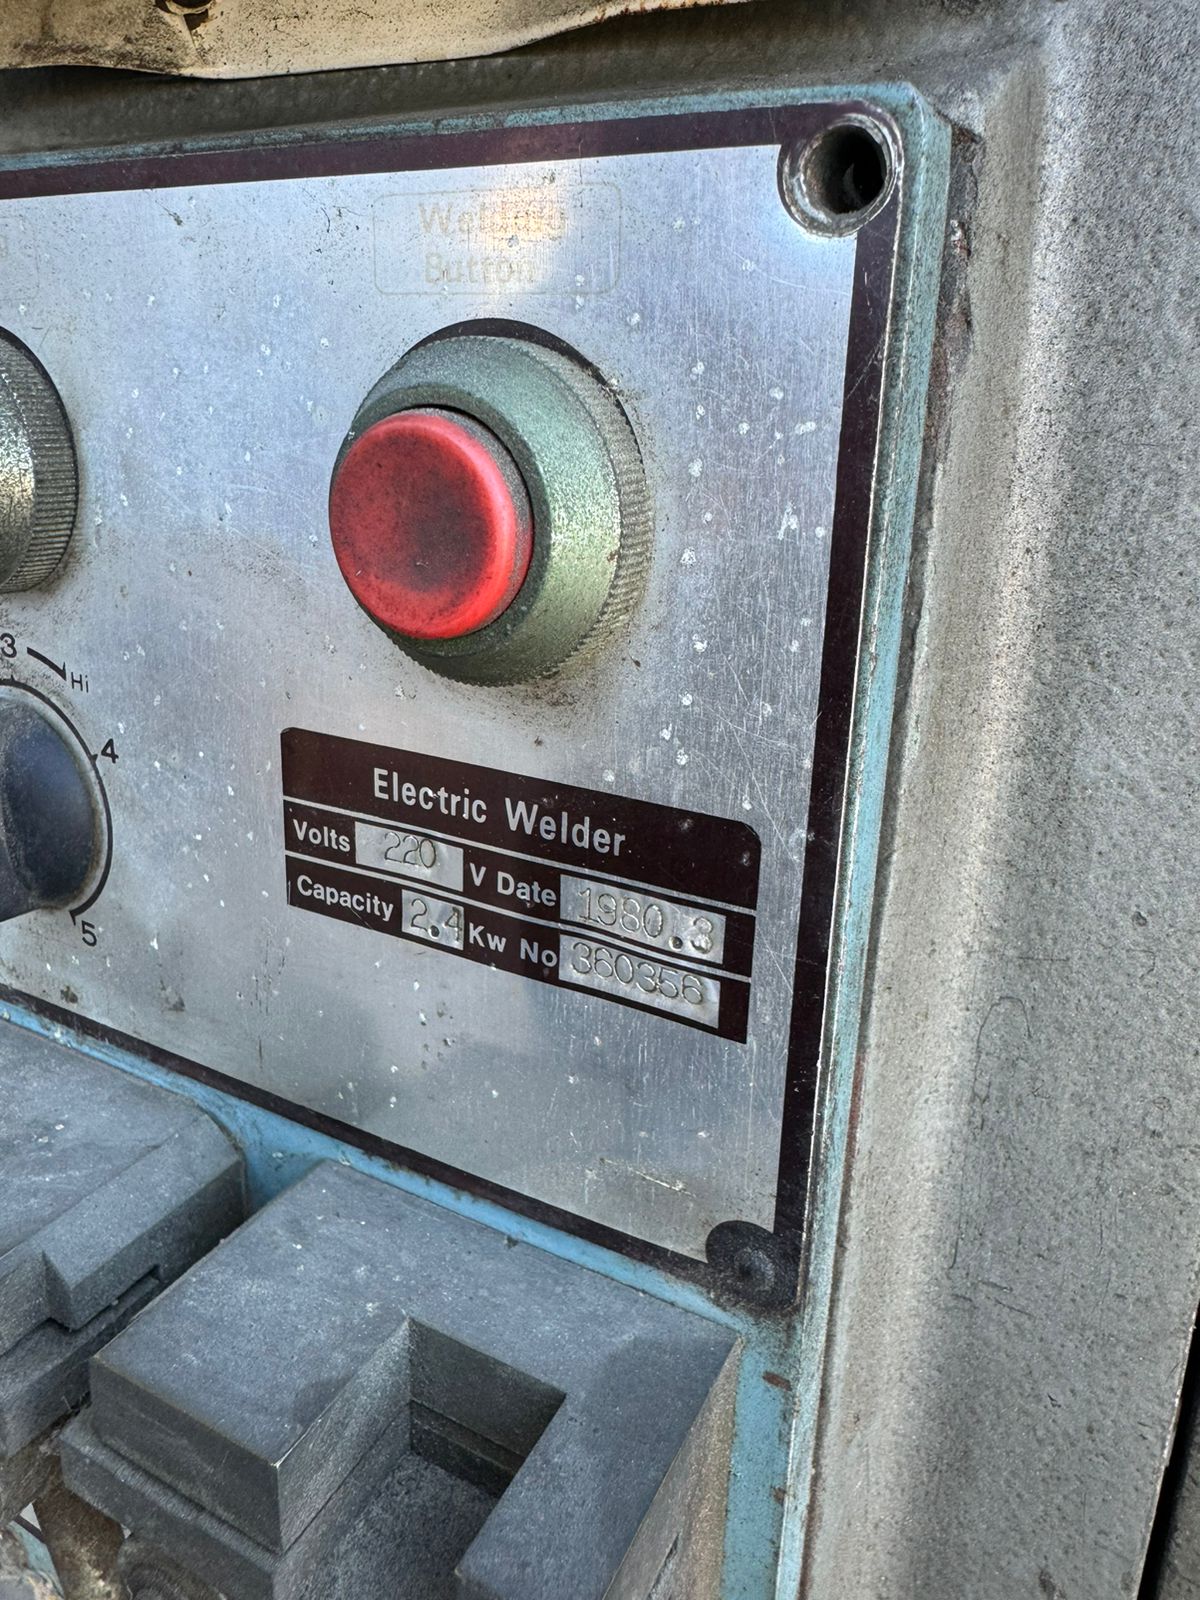 Welding
Button
3
Hi
4
5
Electric Welder
Volts 220 V Date 1980.3
Capacity 2.4 Kw No 360356